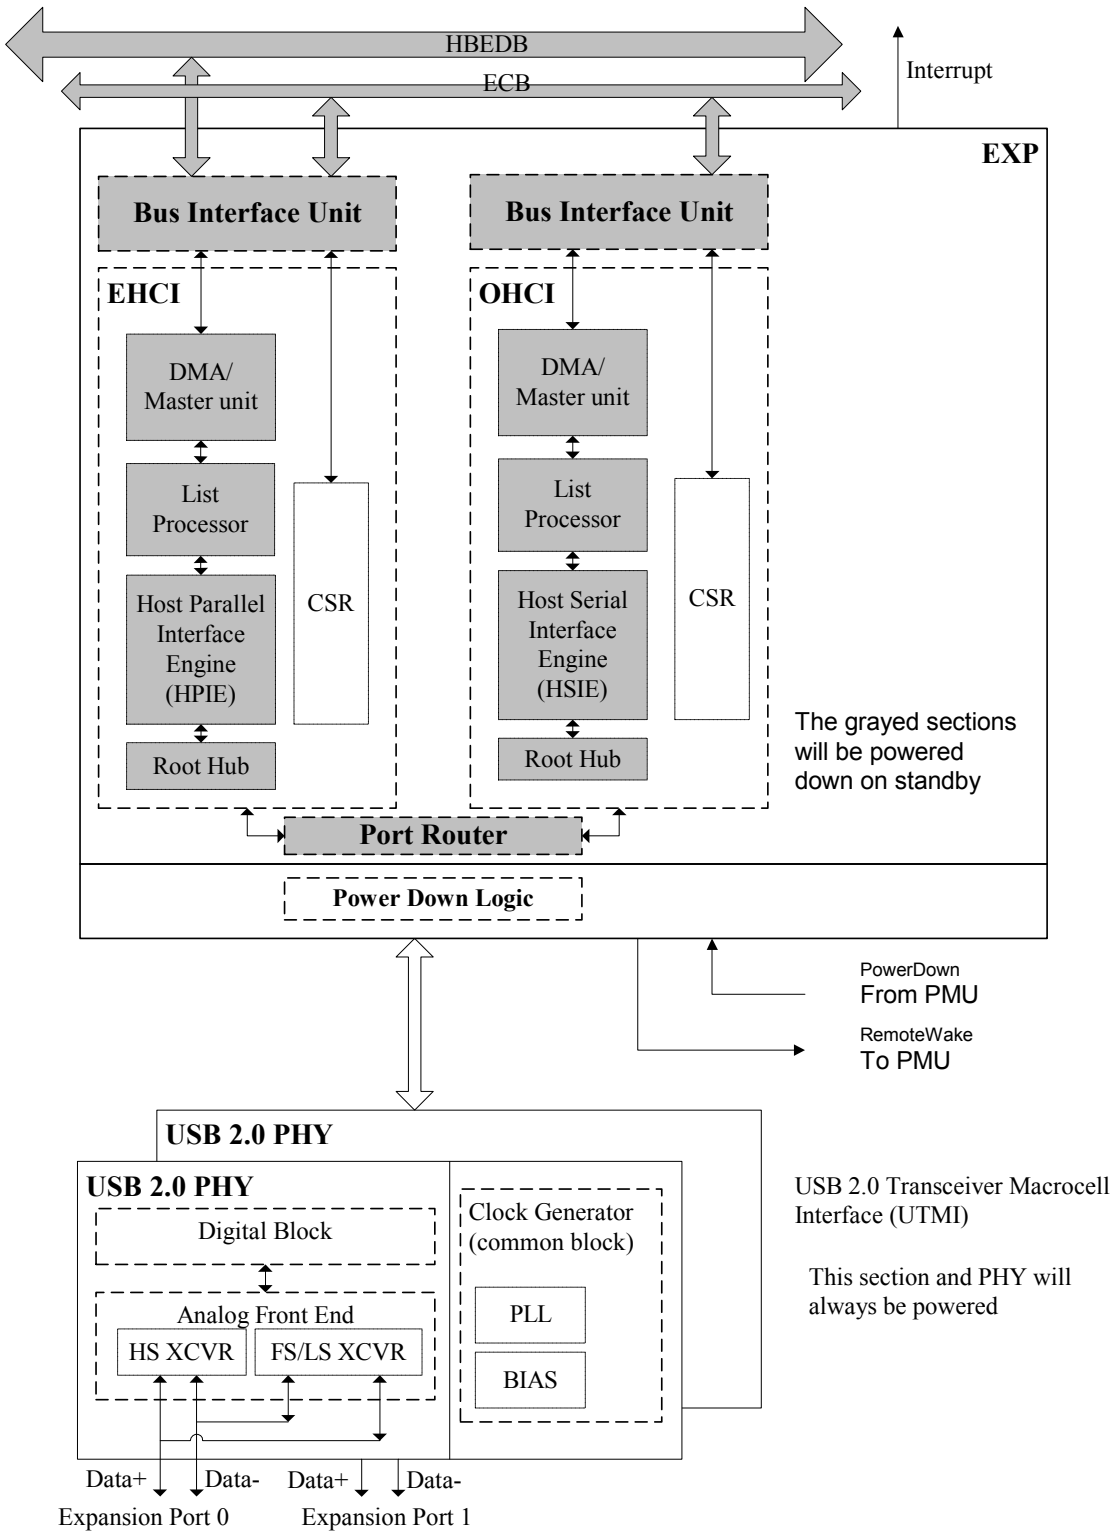 HBEDB
ECB
Interrupt
EXP
Bus Interface Unit
Bus Interface Unit
EHCI
OHCI
DMA/
Master unit
DMA/
Master unit
List
Processor
List
Processor
CSR
CSR
Host Parallel
Interface
Engine
(HPIE)
Host Serial
Interface
Engine
(HSIE)
Root Hub
Root Hub
The grayed sections
will be powered
down on standby
Port Router
Power Down Logic
PowerDown
From PMU
RemoteWake
To PMU
USB 2.0 PHY
USB 2.0 PHY
Digital Block
Analog Front End
HS XCVR
FS/LS XCVR
Clock Generator
(common block)
PLL
BIAS
USB 2.0 Transceiver Macrocell
Interface (UTMI)
This section and PHY will
always be powered
Data+
Data-
Data+
Data-
Expansion Port 0
Expansion Port 1